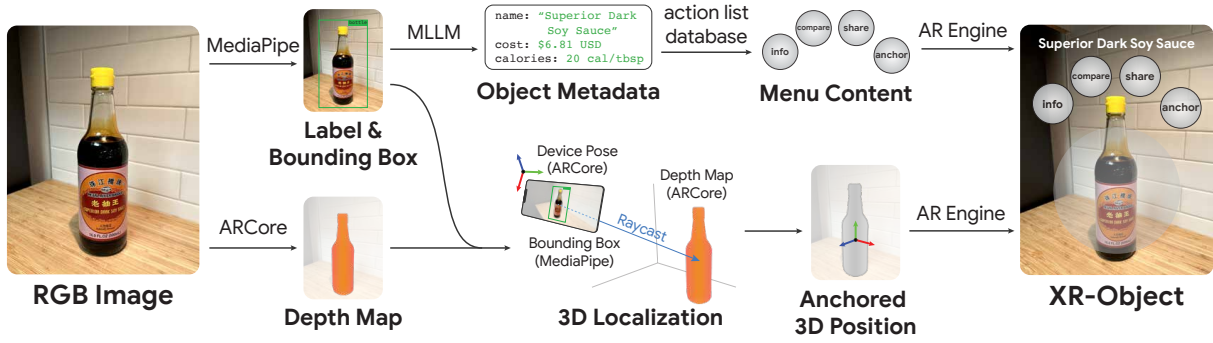 MediaPipe
MLLM
name: "Superior Dark
Soy Sauce"
cost: $6.81 USD
calories: 20 cal/tbsp
action list
database
info
compare
share
anchor
AR Engine
Superior Dark Soy Sauce
info
compare
share
anchor
Object Metadata
Menu Content
Label &
Bounding Box
Device Pose
(ARCore)
Depth Map
(ARCore)
Raycast
Bounding Box
(MediaPipe)
ARCore
AR Engine
RGB Image
Depth Map
3D Localization
Anchored
3D Position
XR-Object
老抽王